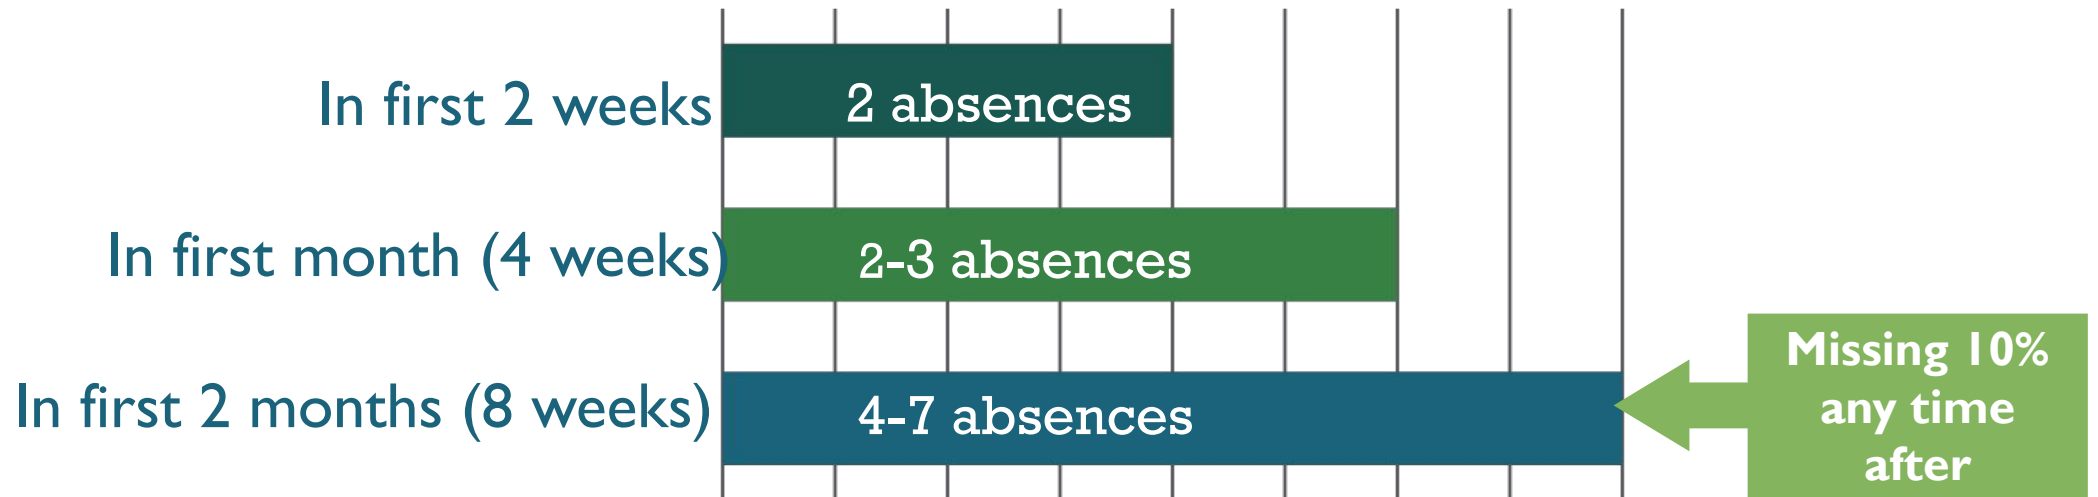 In first 2 weeks
2 absences
In first month (4 weeks)
2-3 absences
In first 2 months (8 weeks)
4-7 absences
Missing 10%
any time
after